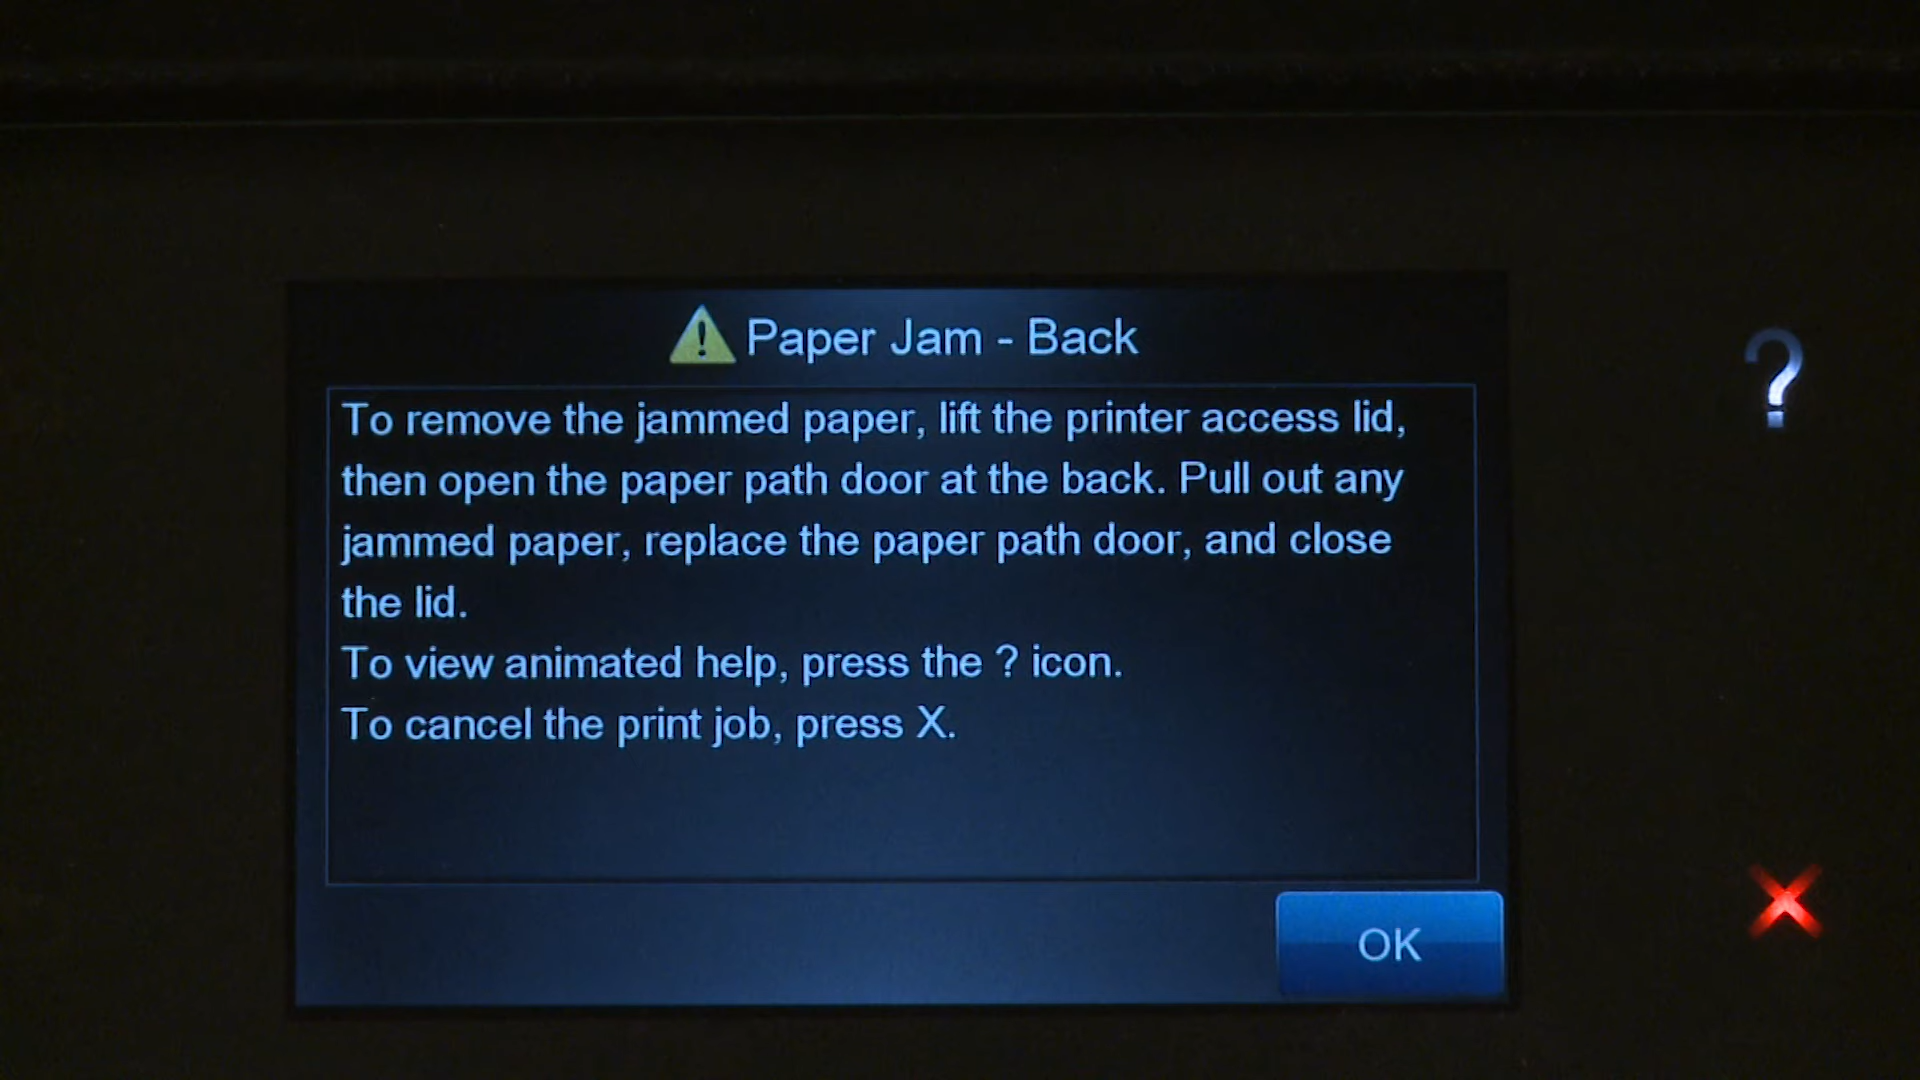 Paper Jam - Back
To remove the jammed paper, lift the printer access lid,
then open the paper path door at the back. Pull out any
jammed paper, replace the paper path door, and close
the lid.
To view animated help, press the ? icon.
To cancel the print job, press X.
OK